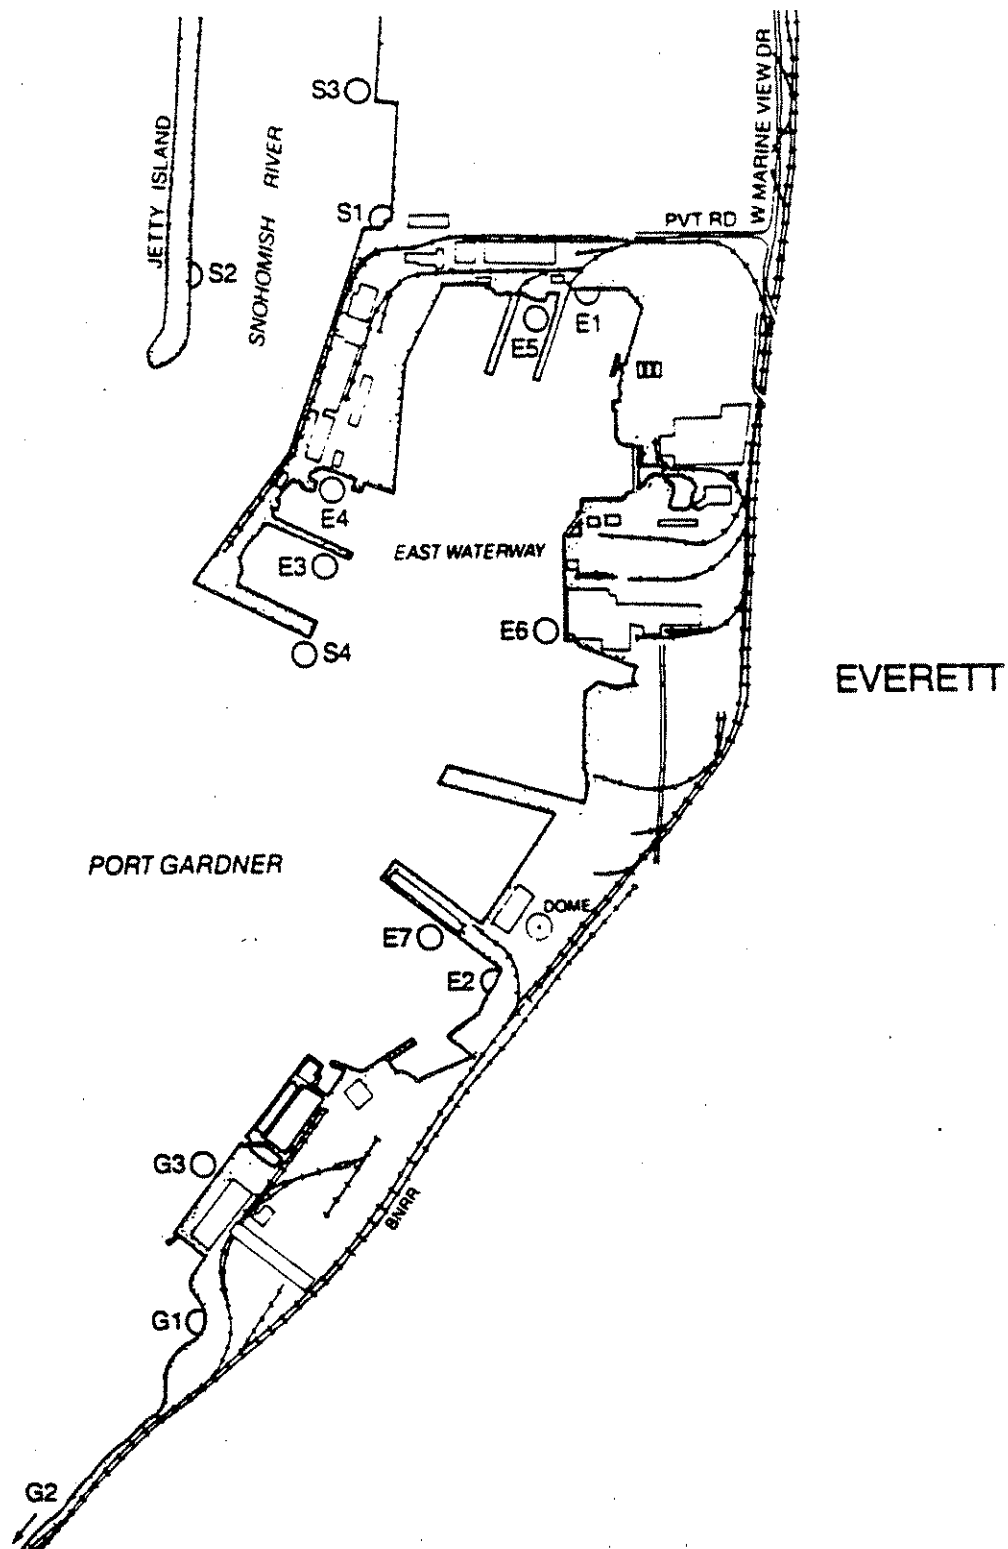 S3
W MARINE VIEW DR
JETTY ISLAND
SNOHOMISH RIVER
S1
PVT RD
S2
E1
E5
E4
EAST WATERWAY
E3
E6
S4
EVERETT
PORT GARDNER
DOME
E7
E2
G3
BNRR
G1
G2